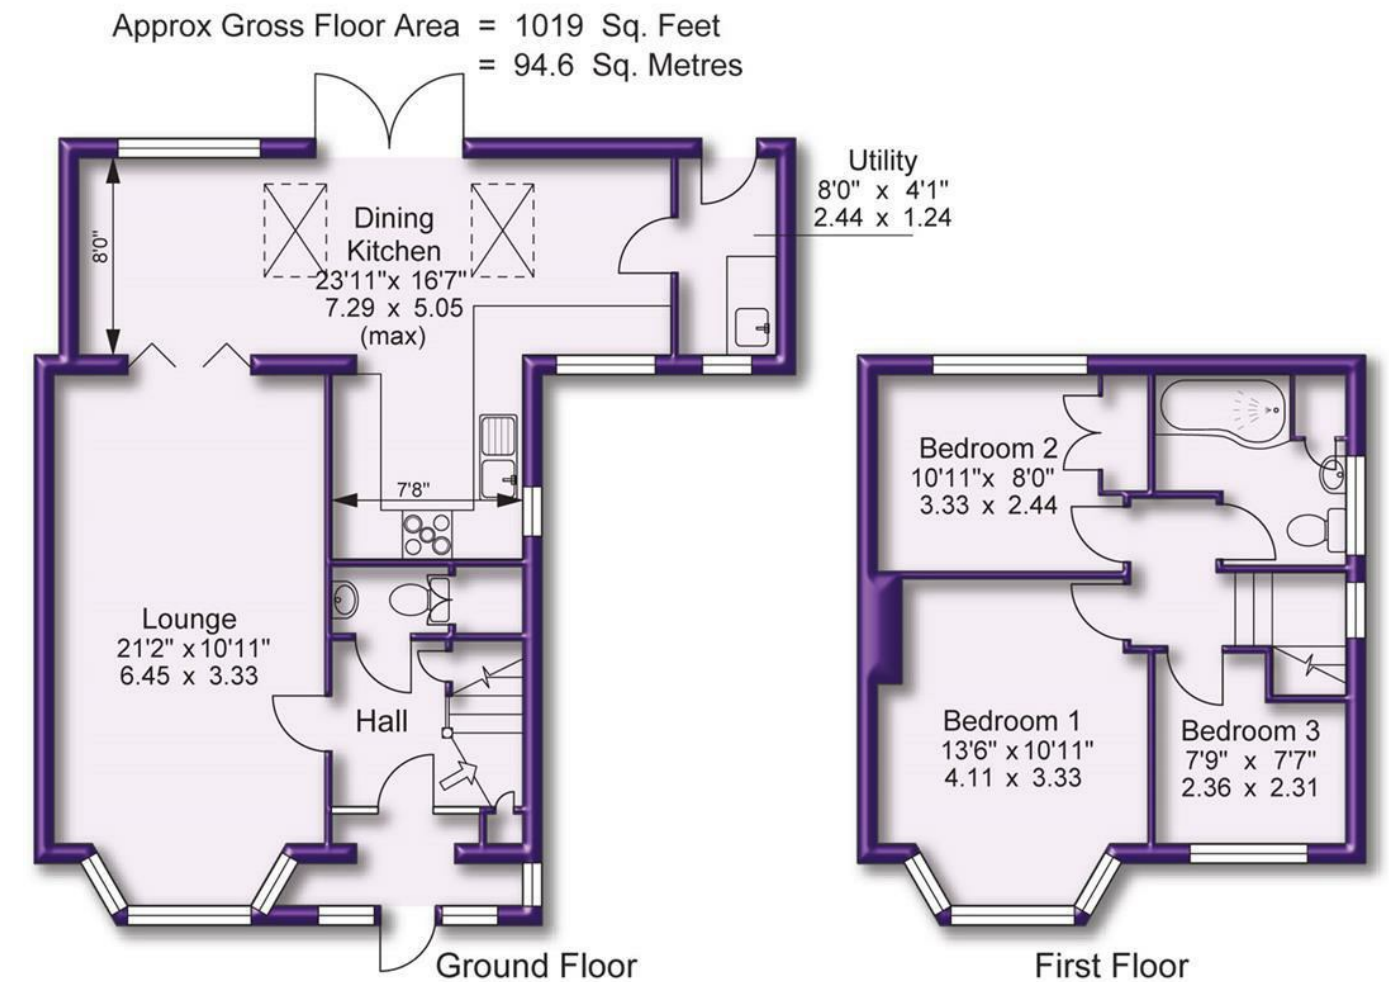 Approx Gross Floor Area = 1019 Sq. Feet
= 94.6 Sq. Metres
Utility
8'0" x 4'1"
2.44 x 1.24
8'0"
Dining
Kitchen
23'11"x 16'7"
7.29 x 5.05
(max)
7'8"
Lounge
21'2" x 10'11"
6.45 x 3.33
Hall
Ground Floor
Bedroom 2
10'11"x 8'0"
3.33 x 2.44
Bedroom 1
13'6" x 10'11"
4.11 x 3.33
Bedroom 3
7'9" x 7'7"
2.36 x 2.31
First Floor